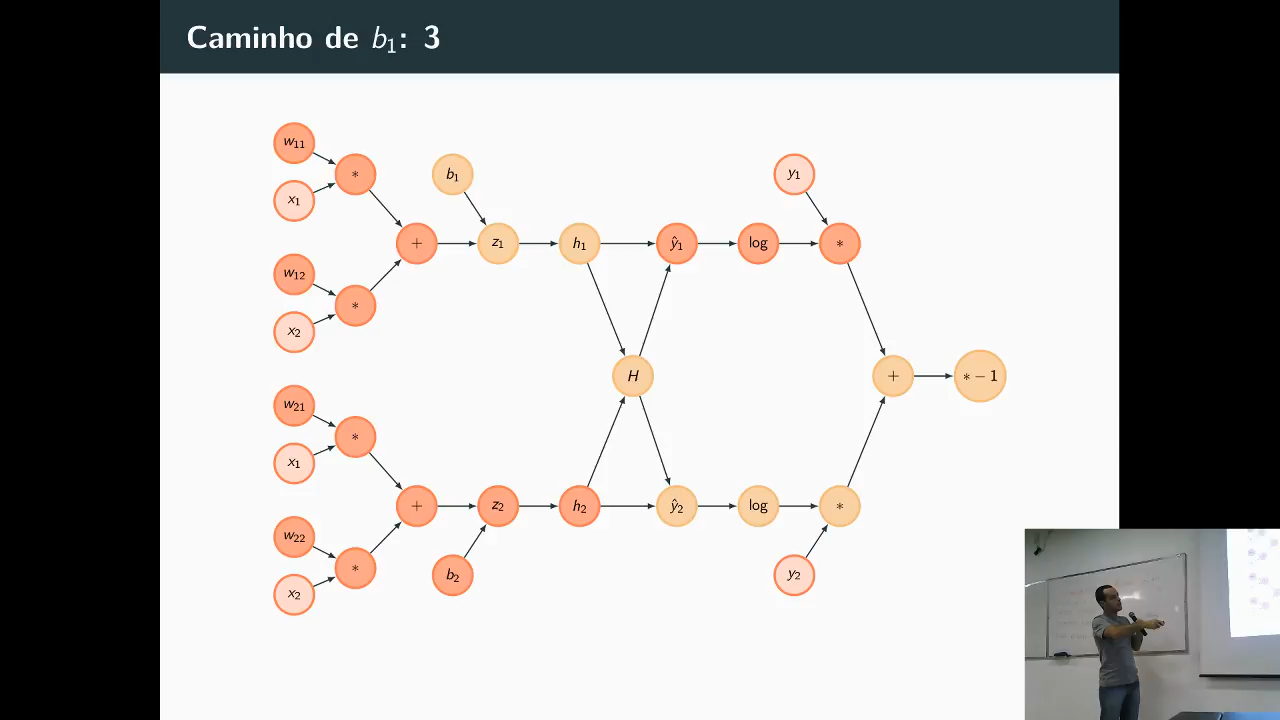 Caminho de b₁: 3
w₁₁
*
b₁
y₁
x₁
+
z₁
h₁
ŷ₁
log
*
w₁₂
*
x₂
H
+
* − 1
w₂₁
*
x₁
+
z₂
h₂
ŷ₂
log
*
w₂₂
*
b₂
y₂
x₂